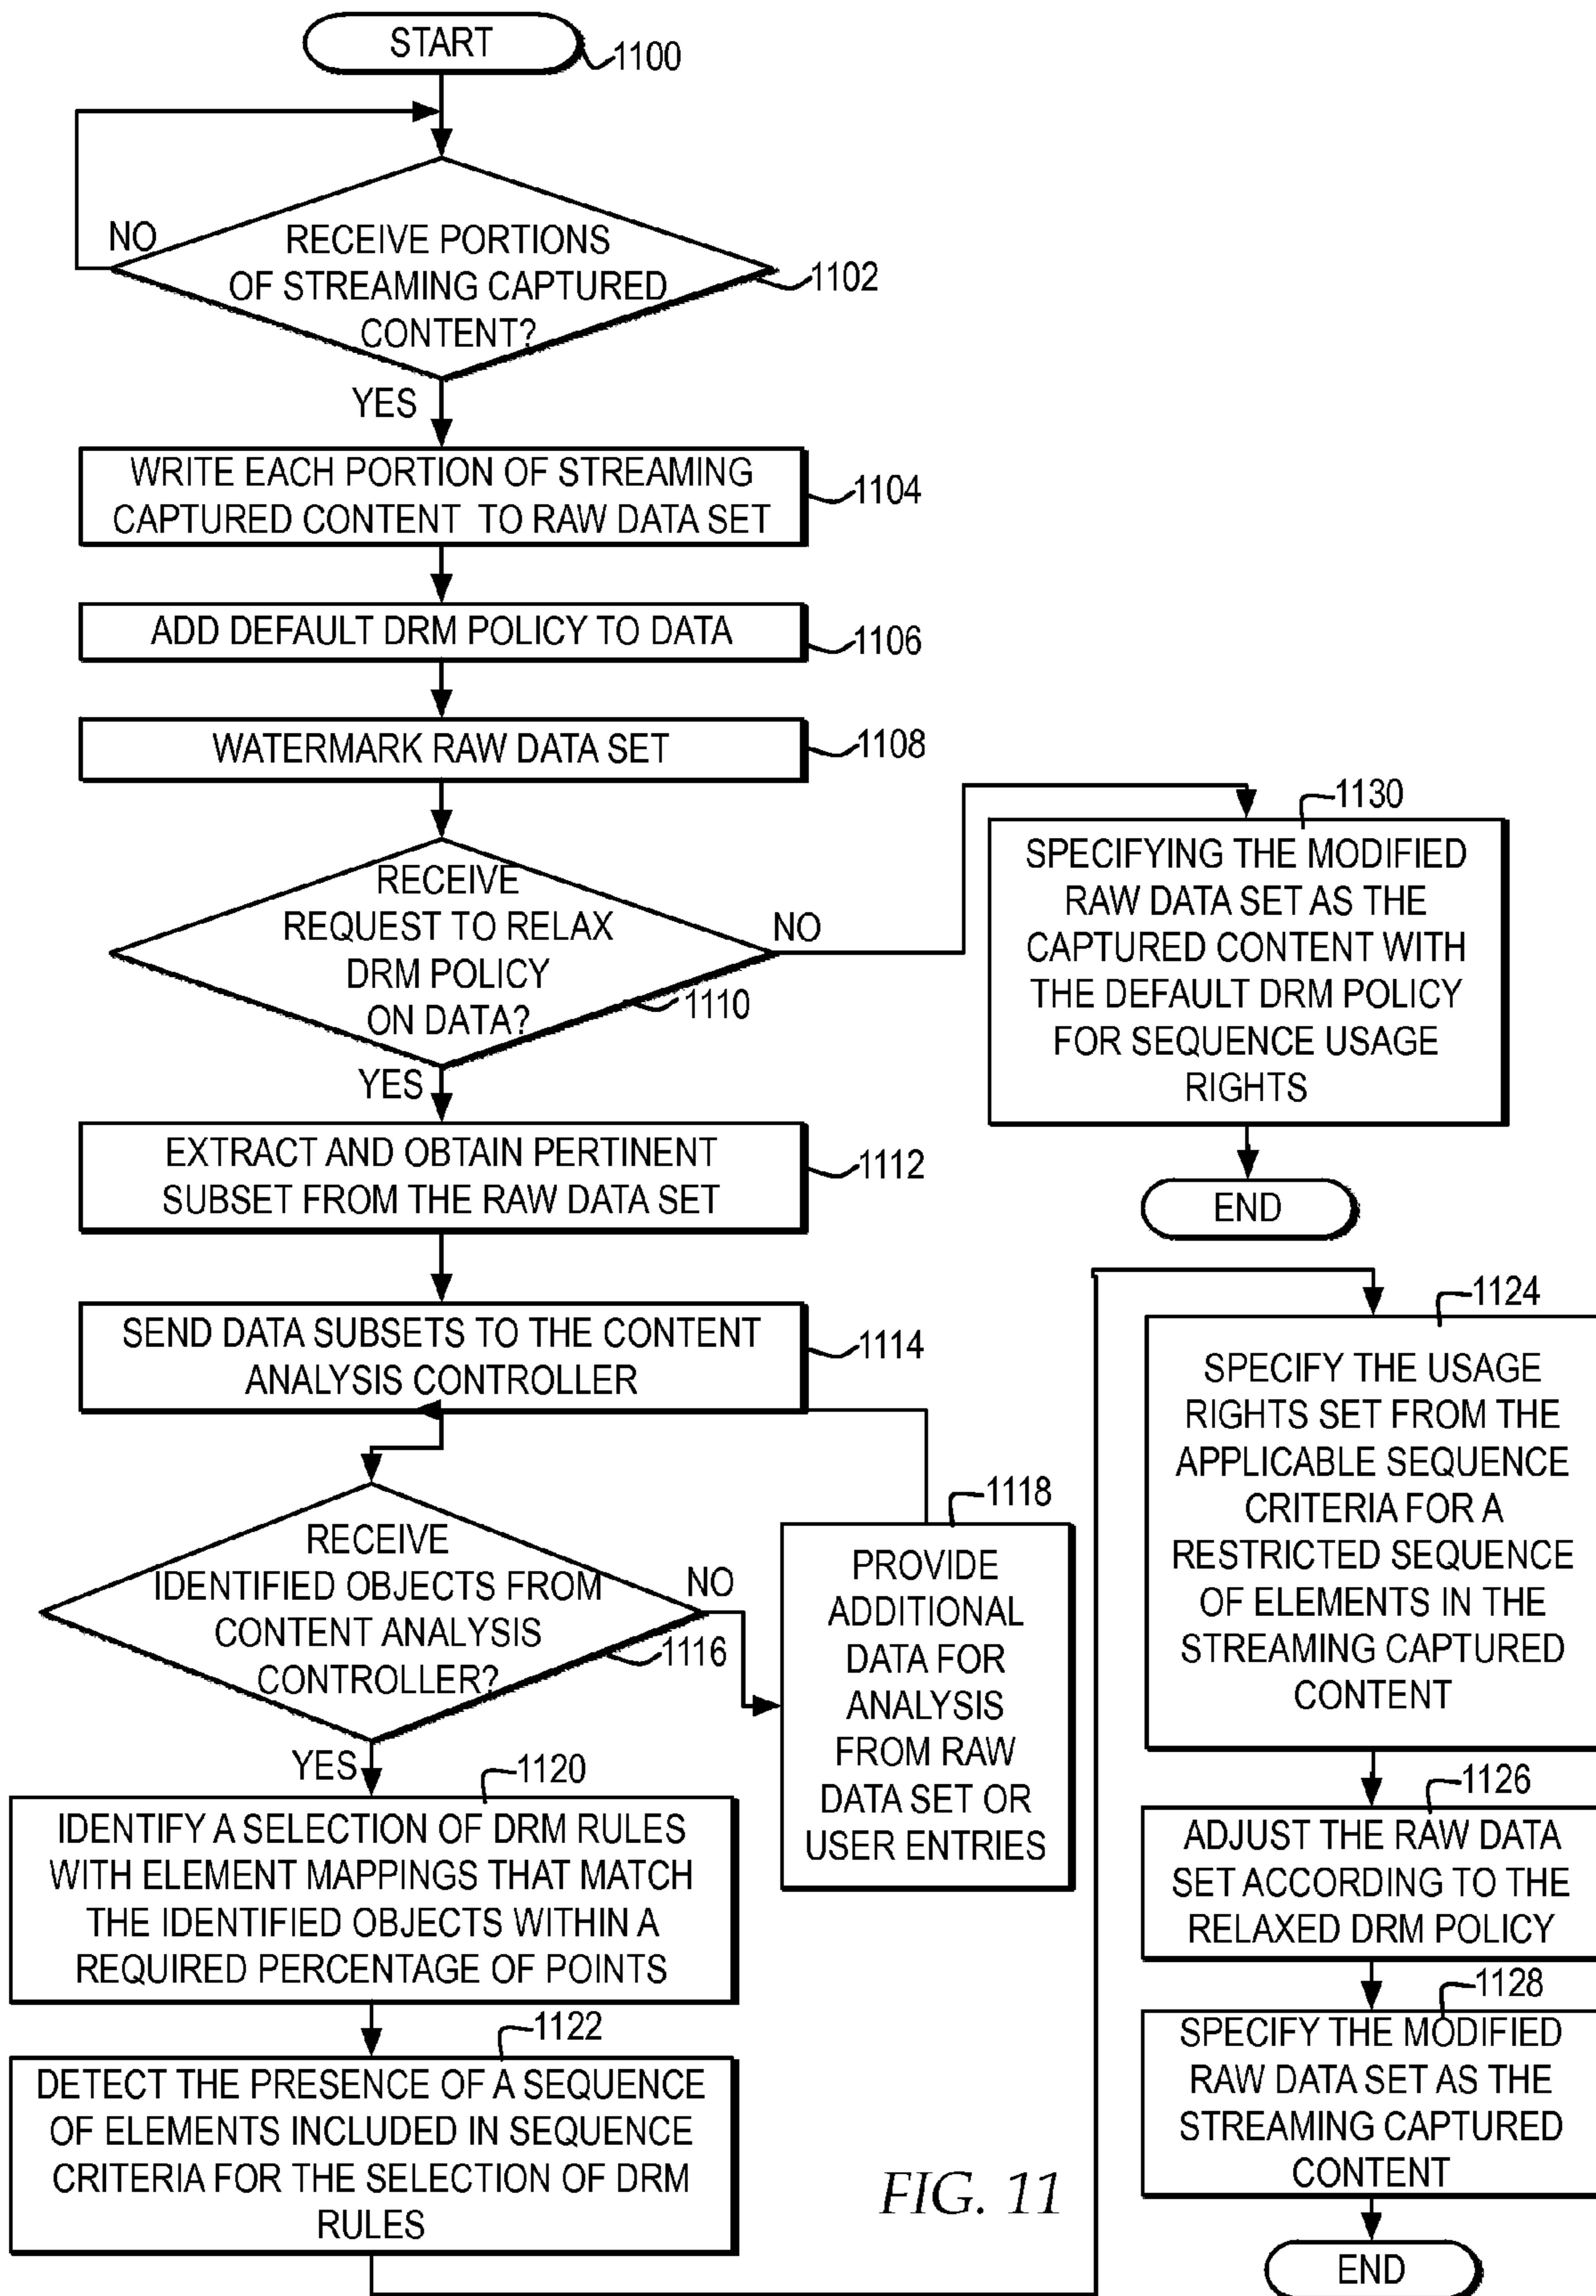 START
1100
NO
RECEIVE PORTIONS
OF STREAMING CAPTURED
CONTENT?
1102
YES
WRITE EACH PORTION OF STREAMING
CAPTURED CONTENT TO RAW DATA SET
1104
ADD DEFAULT DRM POLICY TO DATA
1106
WATERMARK RAW DATA SET
1108
RECEIVE
REQUEST TO RELAX
DRM POLICY
ON DATA?
1110
NO
YES
1130
SPECIFYING THE MODIFIED
RAW DATA SET AS THE
CAPTURED CONTENT WITH
THE DEFAULT DRM POLICY
FOR SEQUENCE USAGE
RIGHTS
END
EXTRACT AND OBTAIN PERTINENT
SUBSET FROM THE RAW DATA SET
1112
SEND DATA SUBSETS TO THE CONTENT
ANALYSIS CONTROLLER
1114
RECEIVE
IDENTIFIED OBJECTS FROM
CONTENT ANALYSIS
CONTROLLER?
1116
NO
YES
1118
PROVIDE
ADDITIONAL
DATA FOR
ANALYSIS
FROM RAW
DATA SET OR
USER ENTRIES
1120
IDENTIFY A SELECTION OF DRM RULES
WITH ELEMENT MAPPINGS THAT MATCH
THE IDENTIFIED OBJECTS WITHIN A
REQUIRED PERCENTAGE OF POINTS
1122
DETECT THE PRESENCE OF A SEQUENCE
OF ELEMENTS INCLUDED IN SEQUENCE
CRITERIA FOR THE SELECTION OF DRM
RULES
1124
SPECIFY THE USAGE
RIGHTS SET FROM THE
APPLICABLE SEQUENCE
CRITERIA FOR A
RESTRICTED SEQUENCE
OF ELEMENTS IN THE
STREAMING CAPTURED
CONTENT
1126
ADJUST THE RAW DATA
SET ACCORDING TO THE
RELAXED DRM POLICY
1128
SPECIFY THE MODIFIED
RAW DATA SET AS THE
STREAMING CAPTURED
CONTENT
END
FIG. 11